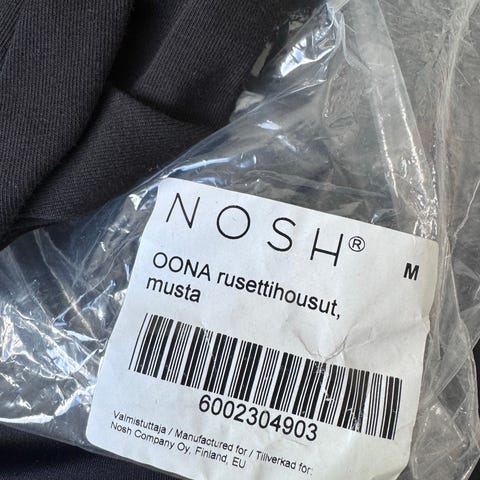 NOSH®
M
OONA rusettihousut,
musta
6002304903
Valmistuttaja / Manufactured for / Tillverkad för:
Nosh Company Oy, Finland, EU